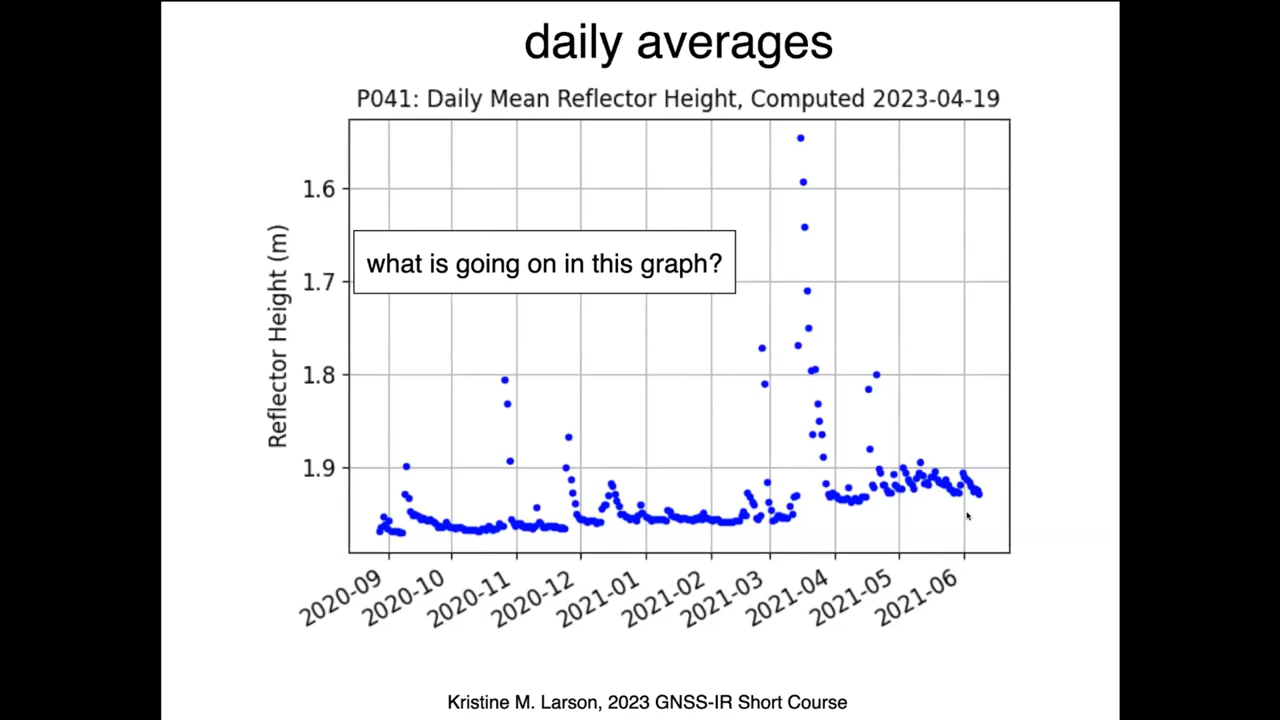 daily averages
P041: Daily Mean Reflector Height, Computed 2023-04-19
Reflector Height (m)
1.6
1.7
1.8
1.9
what is going on in this graph?
2020-09
2020-10
2020-11
2020-12
2021-01
2021-02
2021-03
2021-04
2021-05
2021-06
Kristine M. Larson, 2023 GNSS-IR Short Course